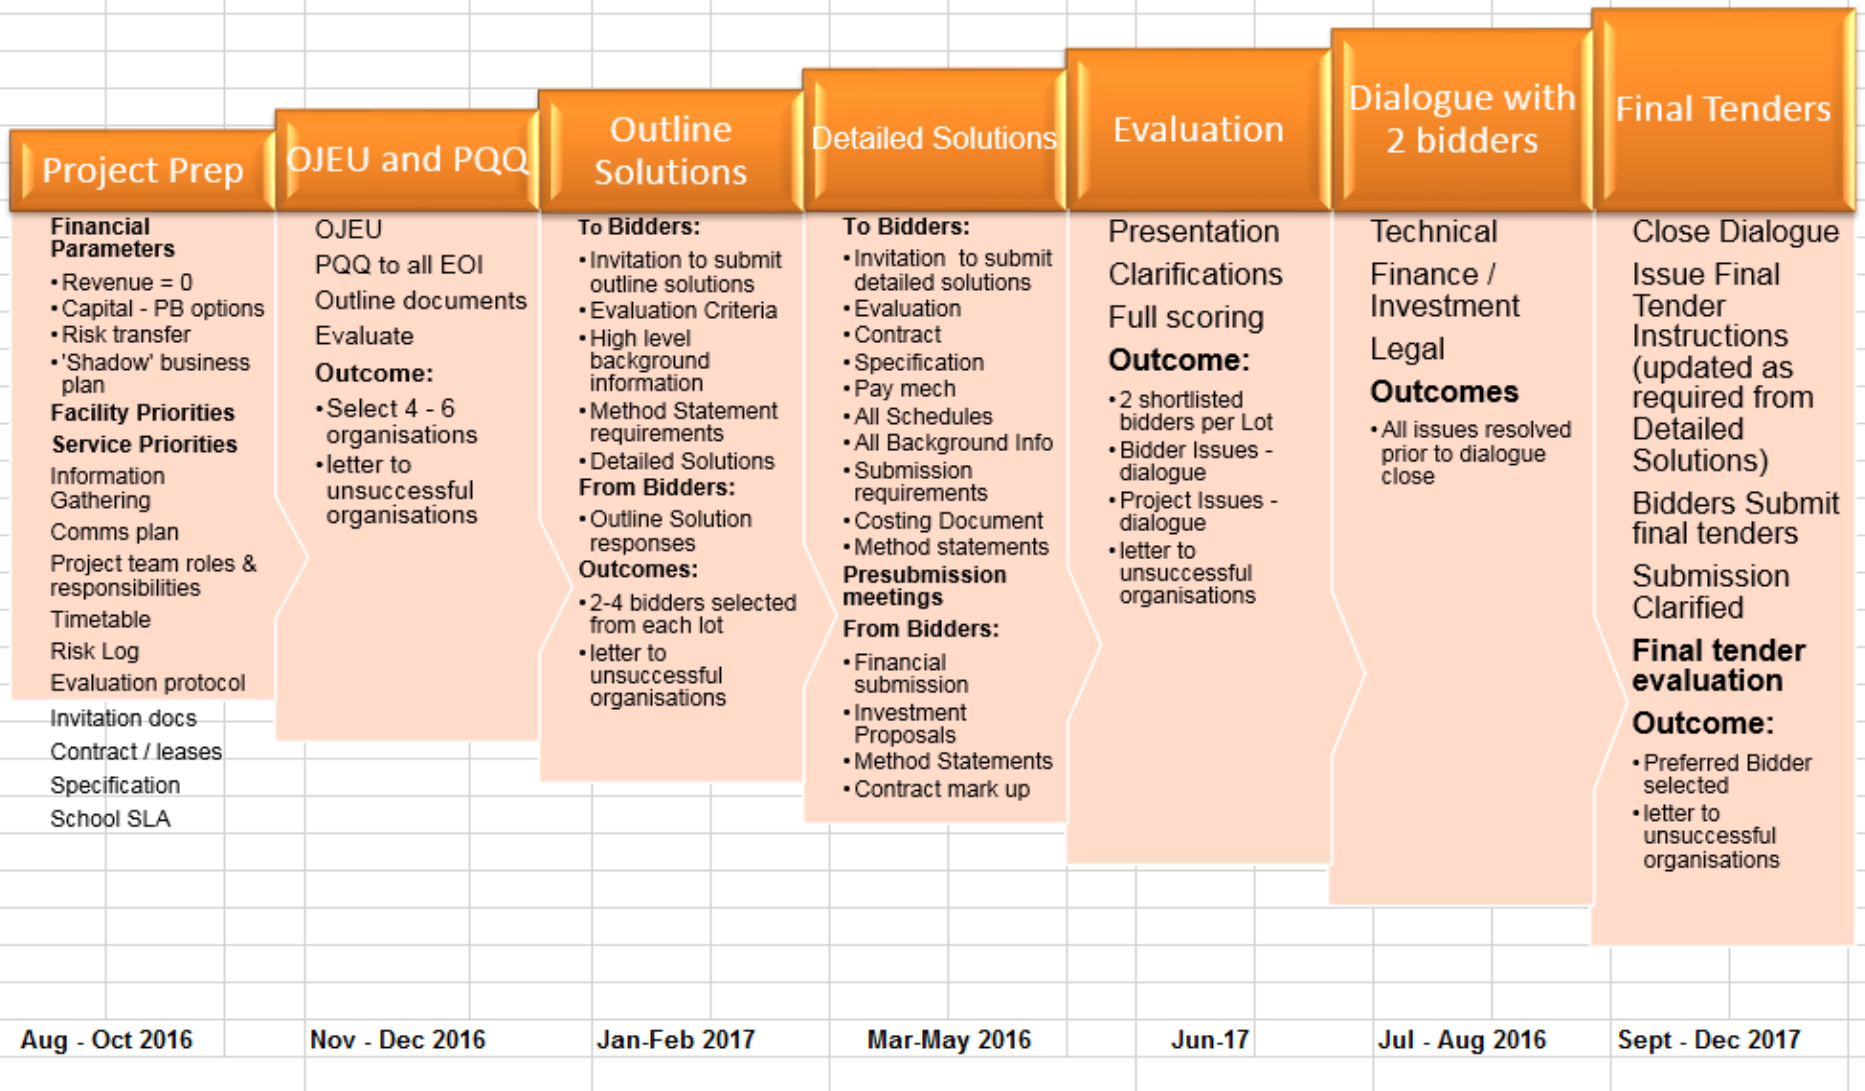 Project Prep
Financial
Parameters
• Revenue = 0
• Capital - PB options
• Risk transfer
• 'Shadow' business
plan
Facility Priorities
Service Priorities
Information
Gathering
Comms plan
Project team roles &
responsibilities
Timetable
Risk Log
Evaluation protocol
Invitation docs
Contract / leases
Specification
School SLA
Aug - Oct 2016
OJEU and PQQ
OJEU
PQQ to all EOI
Outline documents
Evaluate
Outcome:
• Select 4 - 6
organisations
• letter to
unsuccessful
organisations
Nov - Dec 2016
Outline
Solutions
To Bidders:
• Invitation to submit
outline solutions
• Evaluation Criteria
• High level
background
information
• Method Statement
requirements
• Detailed Solutions
From Bidders:
• Outline Solution
responses
Outcomes:
• 2-4 bidders selected
from each lot
• letter to
unsuccessful
organisations
Jan-Feb 2017
Detailed Solutions
To Bidders:
• Invitation to submit
detailed solutions
• Evaluation
• Contract
• Specification
• Pay mech
• All Schedules
• All Background Info
• Submission
requirements
• Costing Document
• Method statements
Presubmission
meetings
From Bidders:
• Financial
submission
• Investment
Proposals
• Method Statements
• Contract mark up
Mar-May 2016
Evaluation
Presentation
Clarifications
Full scoring
Outcome:
• 2 shortlisted
bidders per Lot
• Bidder Issues -
dialogue
• Project Issues -
dialogue
• letter to
unsuccessful
organisations
Jun-17
Dialogue with
2 bidders
Technical
Finance /
Investment
Legal
Outcomes
• All issues resolved
prior to dialogue
close
Jul - Aug 2016
Final Tenders
Close Dialogue
Issue Final
Tender
Instructions
(updated as
required from
Detailed
Solutions)
Bidders Submit
final tenders
Submission
Clarified
Final tender
evaluation
Outcome:
• Preferred Bidder
selected
• letter to
unsuccessful
organisations
Sept - Dec 2017